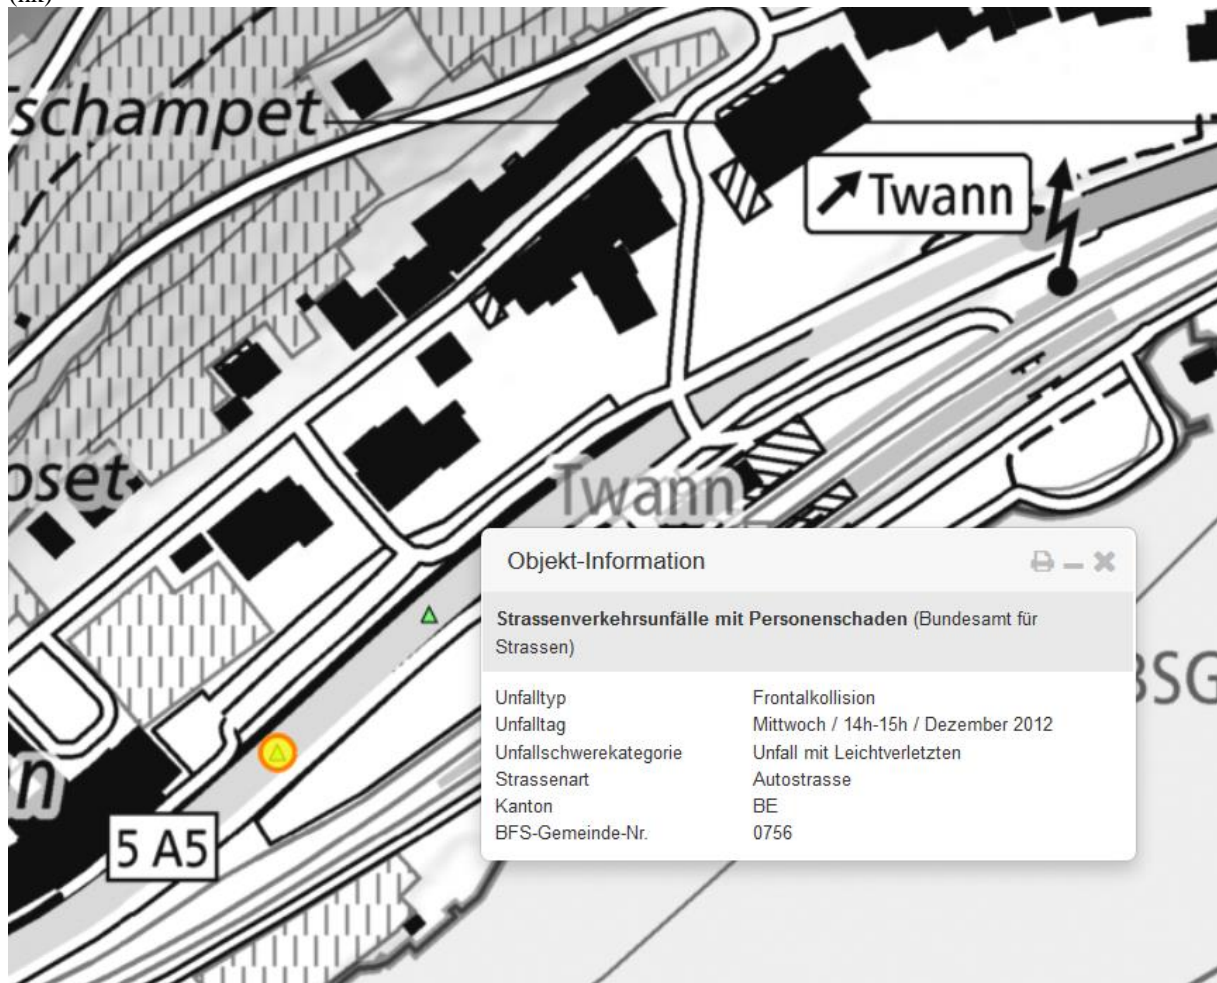 schampet
Twann
oset
Twann
Objekt-Information
Strassenverkehrsunfälle mit Personenschaden (Bundesamt für
Strassen)
Unfalltyp Frontalkollision
Unfalltag Mittwoch / 14h-15h / Dezember 2012
Unfallschwerekategorie Unfall mit Leichtverletzten
Strassenart Autostrasse
Kanton BE
BFS-Gemeinde-Nr. 0756
BSG
n
5 A5